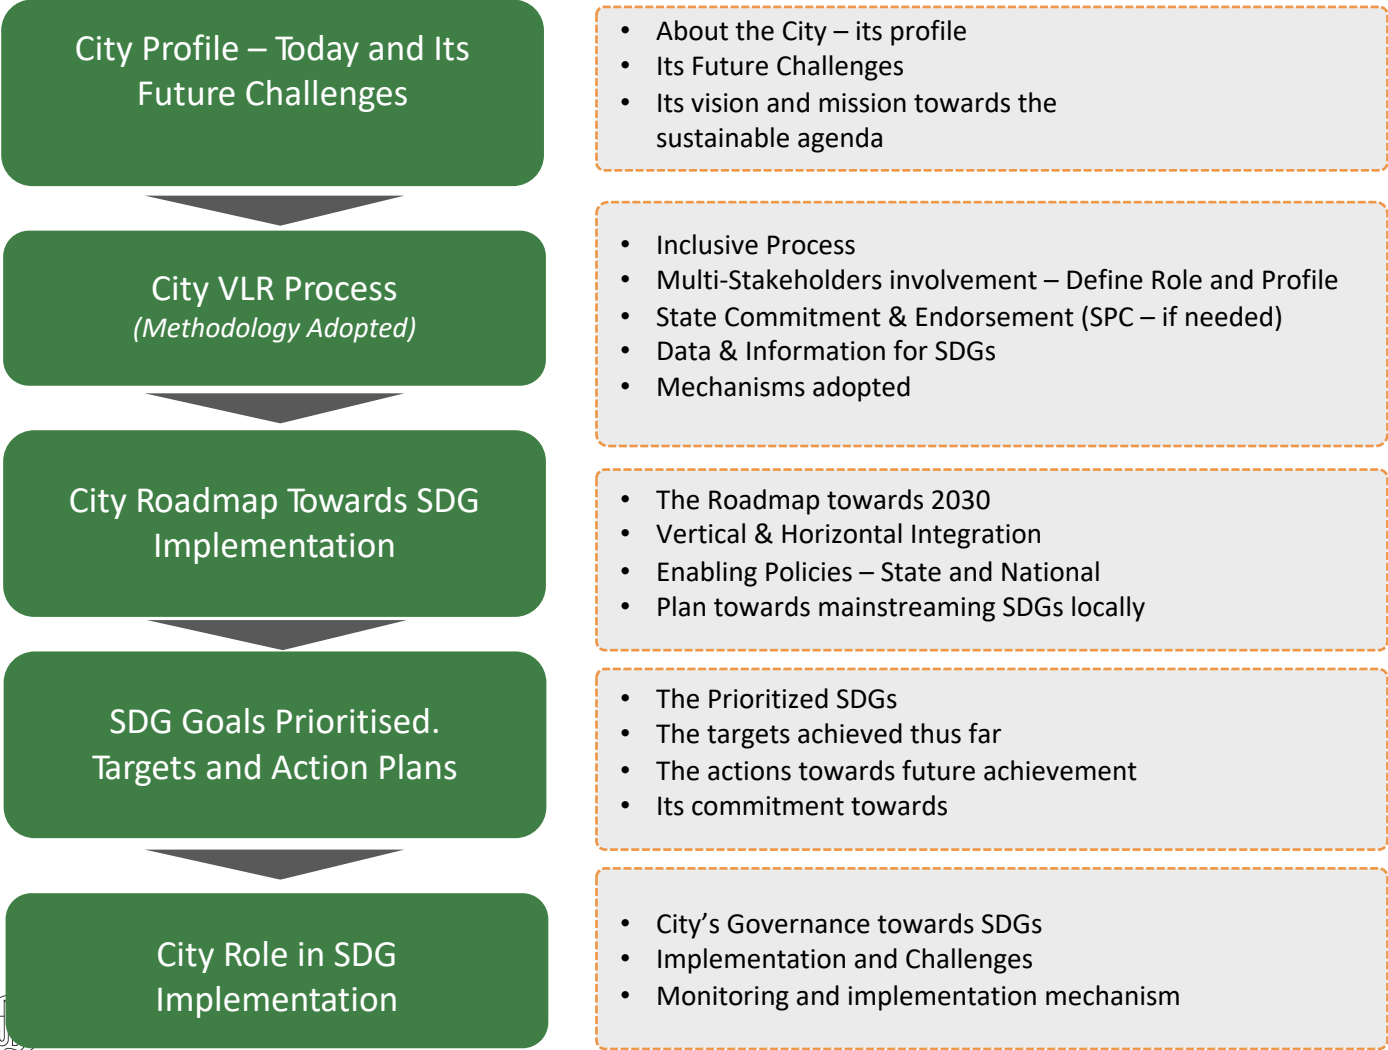 City Profile – Today and Its
Future Challenges
• About the City – its profile
• Its Future Challenges
• Its vision and mission towards the
sustainable agenda
City VLR Process
(Methodology Adopted)
• Inclusive Process
• Multi-Stakeholders involvement – Define Role and Profile
• State Commitment & Endorsement (SPC – if needed)
• Data & Information for SDGs
• Mechanisms adopted
City Roadmap Towards SDG
Implementation
• The Roadmap towards 2030
• Vertical & Horizontal Integration
• Enabling Policies – State and National
• Plan towards mainstreaming SDGs locally
SDG Goals Prioritised.
Targets and Action Plans
• The Prioritized SDGs
• The targets achieved thus far
• The actions towards future achievement
• Its commitment towards
City Role in SDG
Implementation
• City’s Governance towards SDGs
• Implementation and Challenges
• Monitoring and implementation mechanism